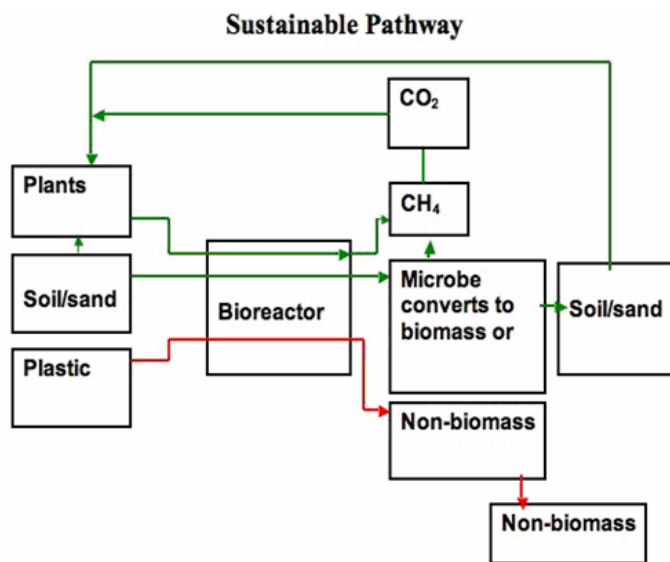 Sustainable Pathway
CO₂
Plants
CH₄
Soil/sand
Bioreactor
Microbe
converts to
biomass or
Soil/sand
Plastic
Non-biomass
Non-biomass